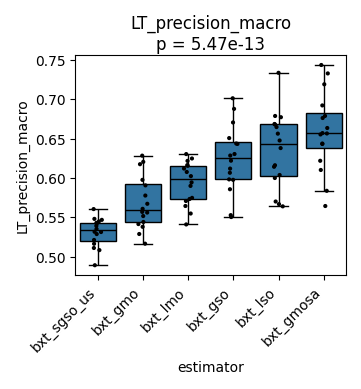 LT_precision_macro
p = 5.47e-13
LT_precision_macro
0.75
0.70
0.65
0.60
0.55
0.50
bxt_sgso_us
bxt_gmo
bxt_lmo
bxt_gso
bxt_lso
bxt_gmosa
estimator